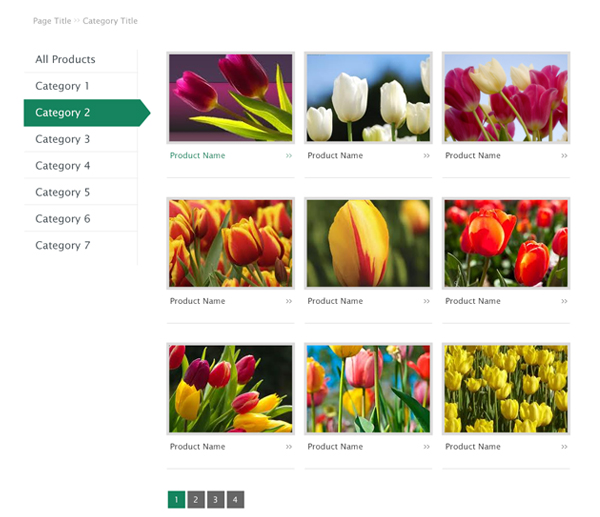 Page Title ›› Category Title
All Products
Category 1
Category 2
Category 3
Category 4
Category 5
Category 6
Category 7
Product Name ››
Product Name ››
Product Name ››
Product Name ››
Product Name ››
Product Name ››
Product Name ››
Product Name ››
Product Name ››
1 2 3 4